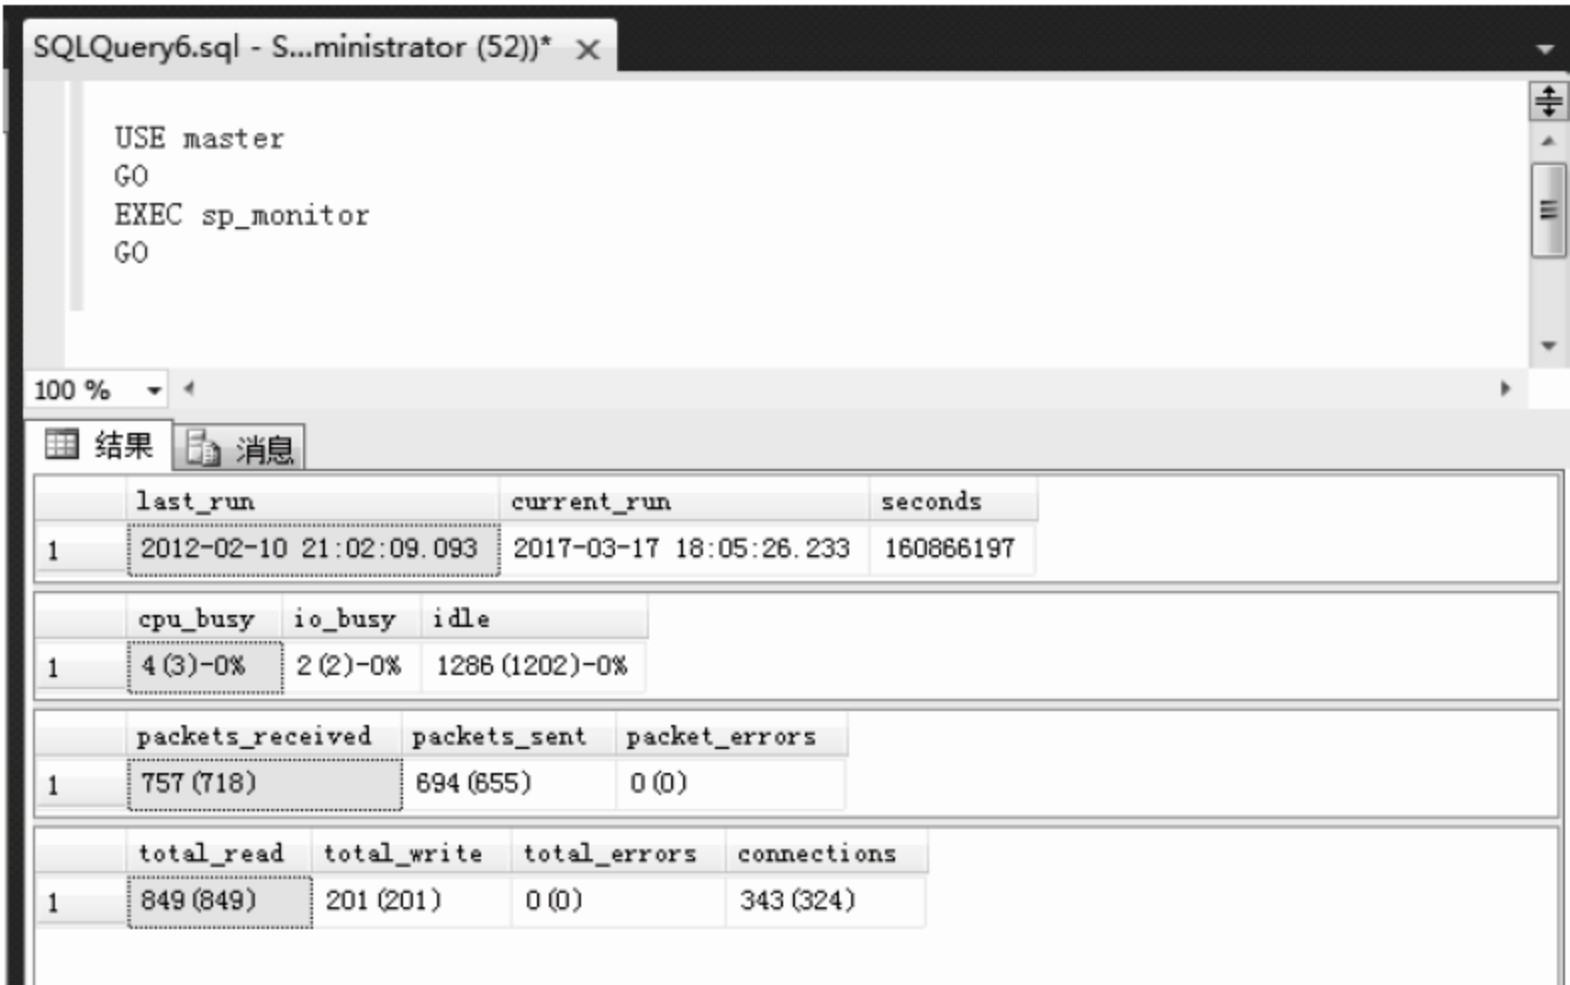 SQLQuery6.sql - S...ministrator (52))*
USE master
GO
EXEC sp_monitor
GO
100 %
结果 消息
last_run current_run seconds
1 2012-02-10 21:02:09.093 2017-03-17 18:05:26.233 160866197
cpu_busy io_busy idle
1 4(3)-0% 2(2)-0% 1286(1202)-0%
packets_received packets_sent packet_errors
1 757(718) 694(655) 0(0)
total_read total_write total_errors connections
1 849(849) 201(201) 0(0) 343(324)